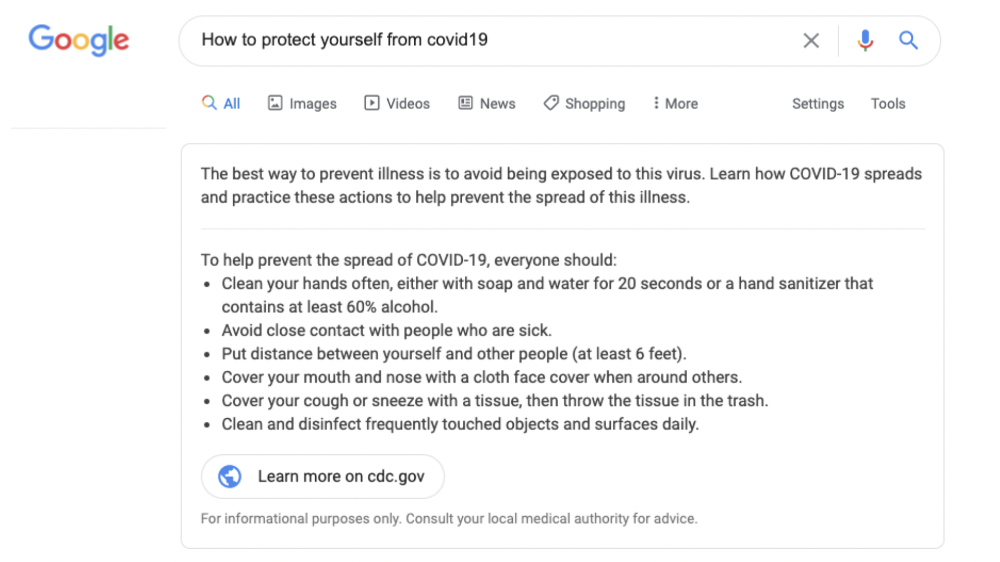 Google
How to protect yourself from covid19
All Images Videos News Shopping More Settings Tools
The best way to prevent illness is to avoid being exposed to this virus. Learn how COVID-19 spreads
and practice these actions to help prevent the spread of this illness.
To help prevent the spread of COVID-19, everyone should:
• Clean your hands often, either with soap and water for 20 seconds or a hand sanitizer that
contains at least 60% alcohol.
• Avoid close contact with people who are sick.
• Put distance between yourself and other people (at least 6 feet).
• Cover your mouth and nose with a cloth face cover when around others.
• Cover your cough or sneeze with a tissue, then throw the tissue in the trash.
• Clean and disinfect frequently touched objects and surfaces daily.
Learn more on cdc.gov
For informational purposes only. Consult your local medical authority for advice.